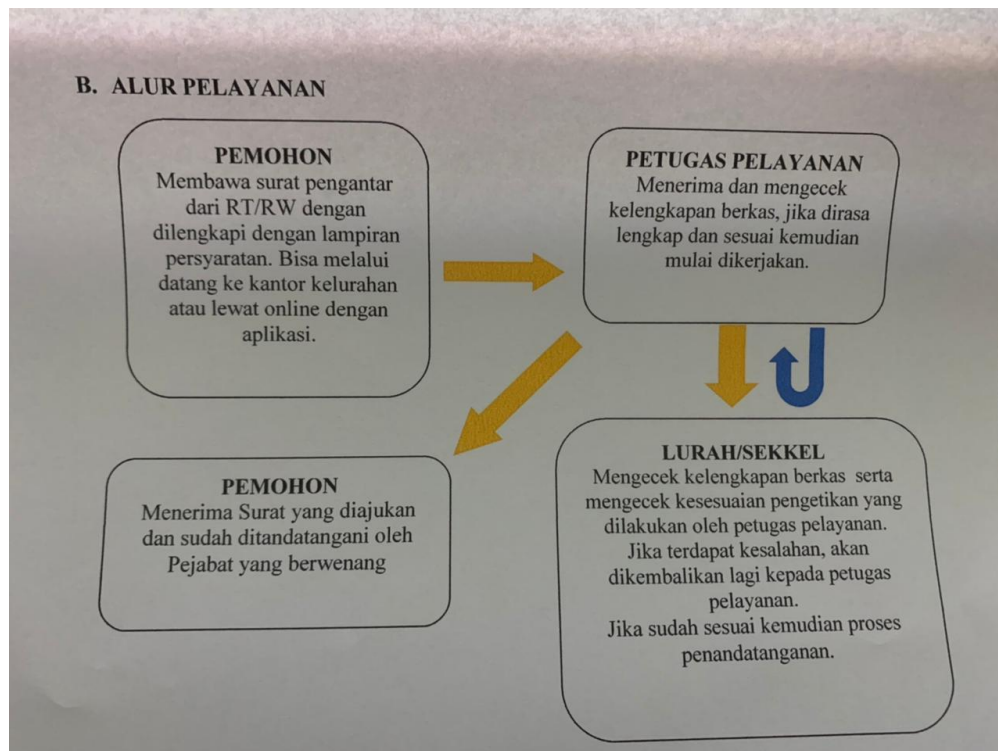 B. ALUR PELAYANAN
PEMOHON
Membawa surat pengantar
dari RT/RW dengan
dilengkapi dengan lampiran
persyaratan. Bisa melalui
datang ke kantor kelurahan
atau lewat online dengan
aplikasi.
PETUGAS PELAYANAN
Menerima dan mengecek
kelengkapan berkas, jika dirasa
lengkap dan sesuai kemudian
mulai dikerjakan.
LURAH/SEKKEL
Mengecek kelengkapan berkas serta
mengecek kesesuaian pengetikan yang
dilakukan oleh petugas pelayanan.
Jika terdapat kesalahan, akan
dikembalikan lagi kepada petugas
pelayanan.
Jika sudah sesuai kemudian proses
penandatanganan.
PEMOHON
Menerima Surat yang diajukan
dan sudah ditandatangani oleh
Pejabat yang berwenang